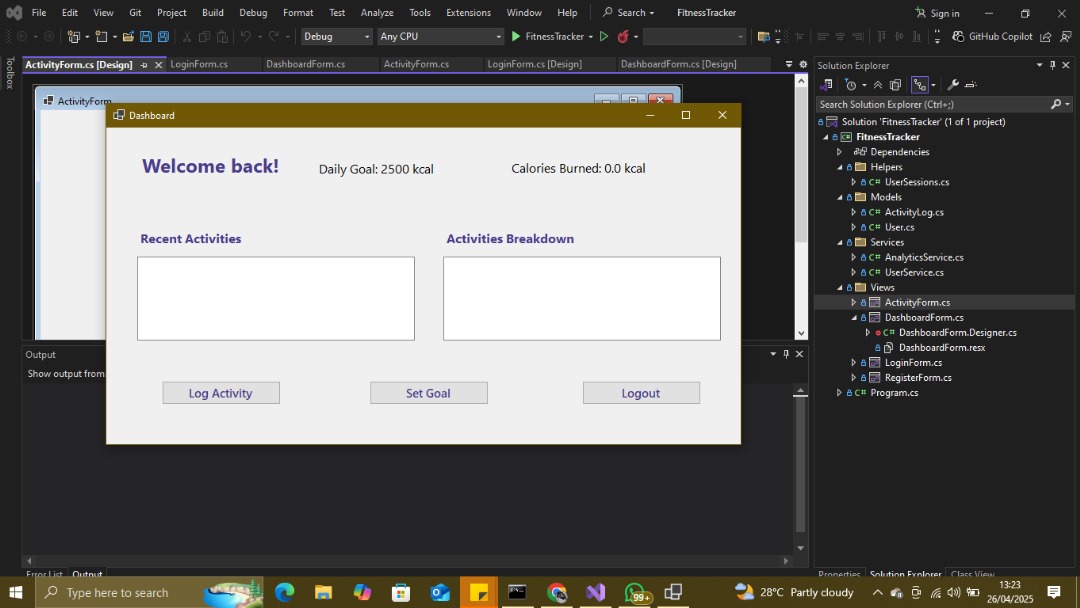 File Edit View Git Project Build Debug Format Test Analyze Tools Extensions Window Help Search FitnessTracker Sign in
Debug Any CPU FitnessTracker GitHub Copilot
Toolbox
ActivityForm.cs [Design] LoginForm.cs DashboardForm.cs ActivityForm.cs LoginForm.cs [Design] DashboardForm.cs [Design]
ActivityForm
Dashboard
Welcome back! Daily Goal: 2500 kcal Calories Burned: 0.0 kcal
Recent Activities Activities Breakdown
Log Activity Set Goal Logout
Output
Show output from
Error List Output
Solution Explorer
Search Solution Explorer (Ctrl+;)
Solution 'FitnessTracker' (1 of 1 project)
FitnessTracker
Dependencies
Helpers
C# UserSessions.cs
Models
C# ActivityLog.cs
C# User.cs
Services
C# AnalyticsService.cs
C# UserService.cs
Views
ActivityForm.cs
DashboardForm.cs
C# DashboardForm.Designer.cs
DashboardForm.resx
LoginForm.cs
RegisterForm.cs
C# Program.cs
Properties Solution Explorer Class View
Type here to search
99+
28°C Partly cloudy
13:23
26/04/2025